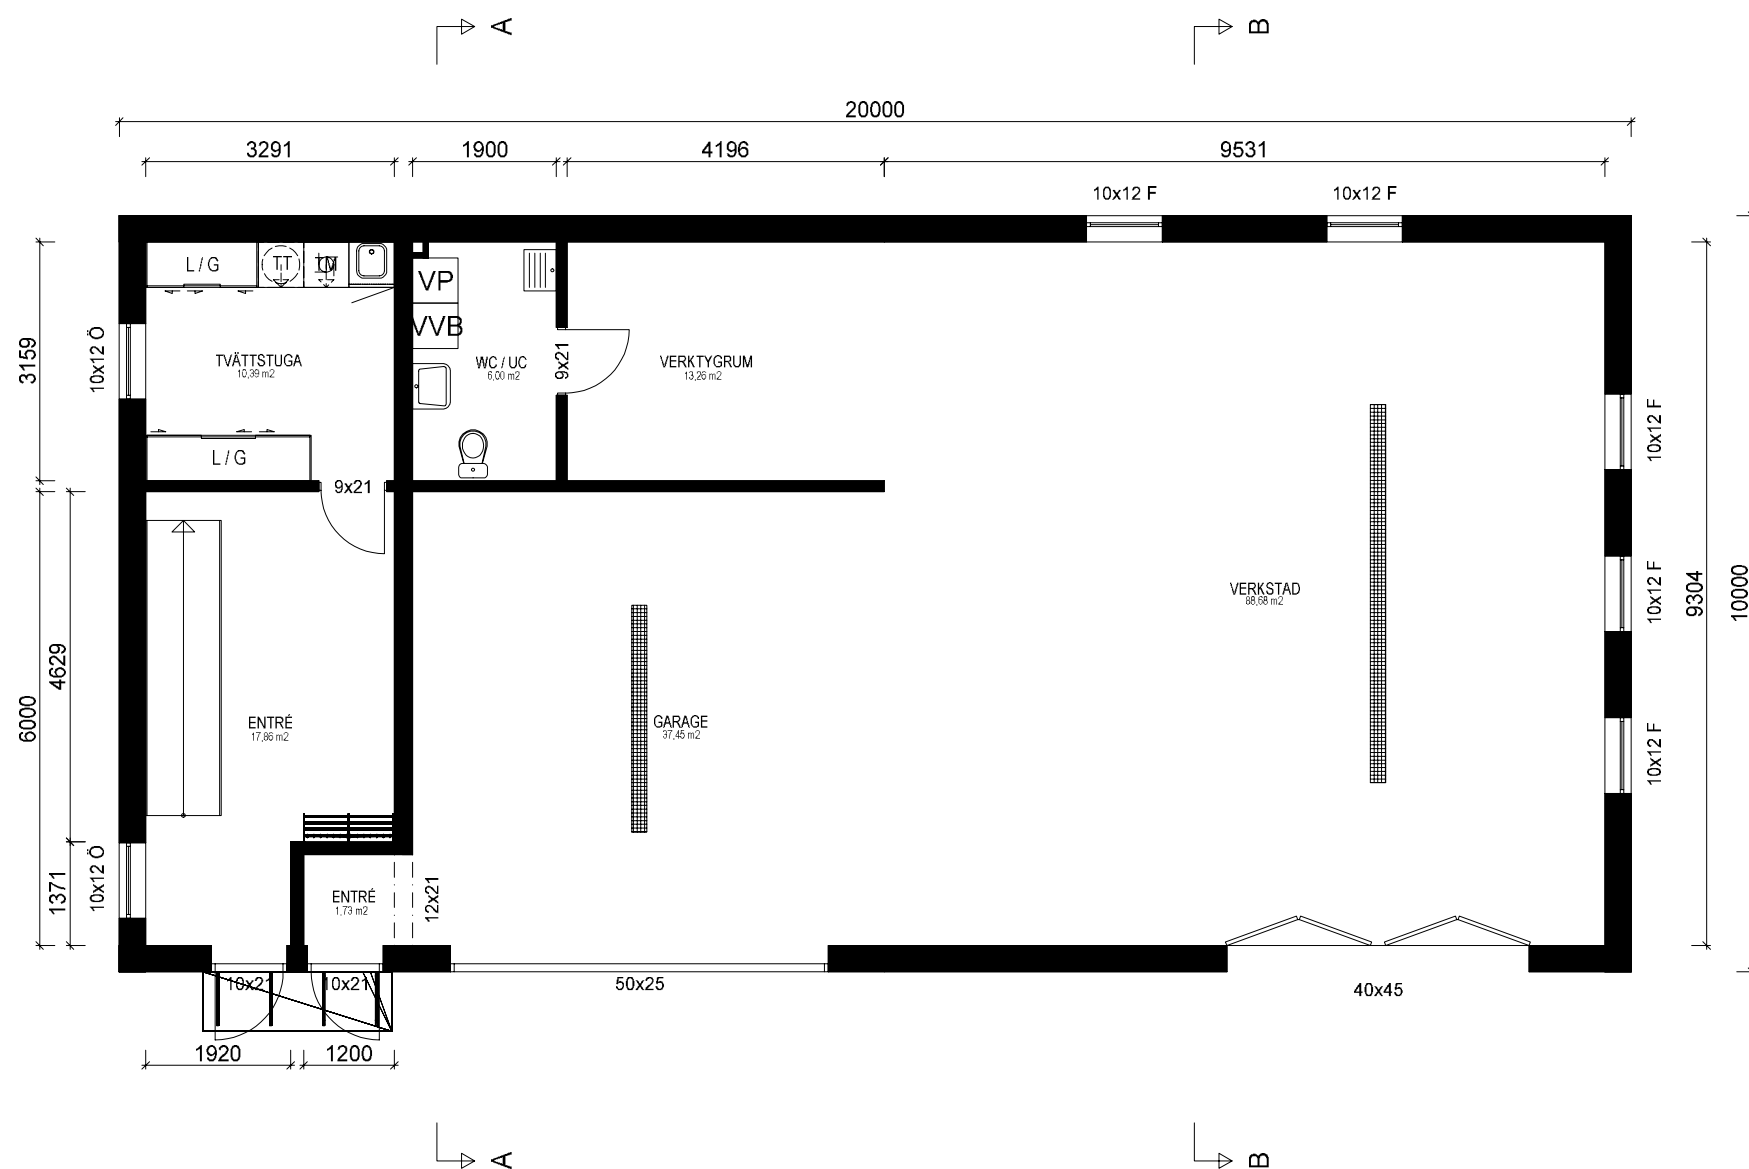 A
B
20000
3291
1900
4196
9531
10x12 F
10x12 F
L / G
TT
TM
VP
VVB
3159
10x12 Ö
TVÄTTSTUGA
10,39 m2
WC / UC
6,00 m2
9x21
VERKTYGRUM
13,26 m2
10x12 F
L / G
9x21
VERKSTAD
88,68 m2
10x12 F
9304
10000
4629
6000
ENTRÉ
17,86 m2
GARAGE
37,45 m2
10x12 F
1371
10x12 Ö
ENTRÉ
1,73 m2
12x21
10x21
10x21
50x25
40x45
1920
1200
A
B